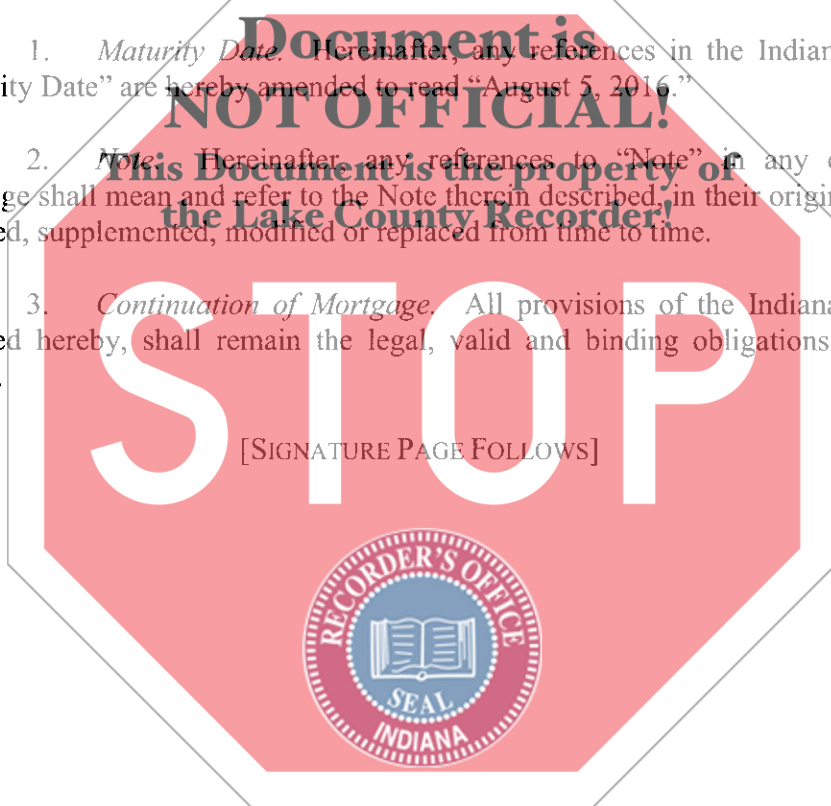 Document is
1. Maturity Date. Hereinafter, any references in the Indian
ity Date” are hereby amended to read “August 5, 2016.”
NOT OFFICIAL!
2. Note. Hereinafter, any references to “Note” in any
This Document is the property of
ge shall mean and refer to the Note therein described, in their origin
the Lake County Recorder!
ed, supplemented, modified or replaced from time to time.
3. Continuation of Mortgage. All provisions of the Indiana
ed hereby, shall remain the legal, valid and binding obligations
STOP
[SIGNATURE PAGE FOLLOWS]
RECORDER'S OFFICE
SEAL
INDIANA